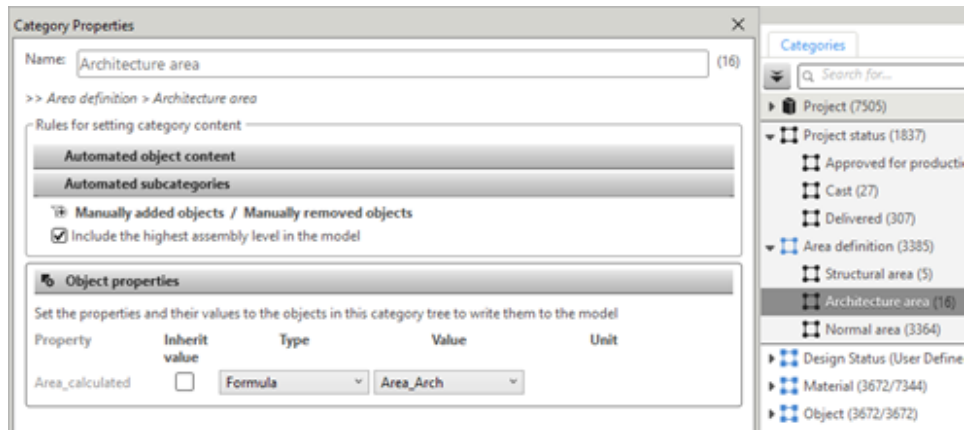 Category Properties
Name: Architecture area (16)
>> Area definition > Architecture area
Rules for setting category content
Automated object content
Automated subcategories
Manually added objects / Manually removed objects
Include the highest assembly level in the model
Object properties
Set the properties and their values to the objects in this category tree to write them to the model
Property Inherit value Type Value Unit
Area_calculated Formula Area_Arch
Categories
Search for...
Project (7505)
Project status (1837)
Approved for producti
Cast (27)
Delivered (307)
Area definition (3385)
Structural area (5)
Architecture area (16)
Normal area (3364)
Design Status (User Define
Material (3672/7344)
Object (3672/3672)